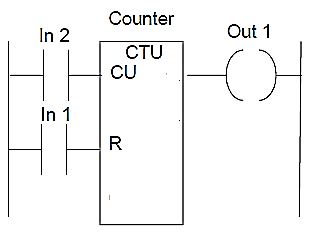 Counter
In 2
Out 1
CTU
CU
In 1
R